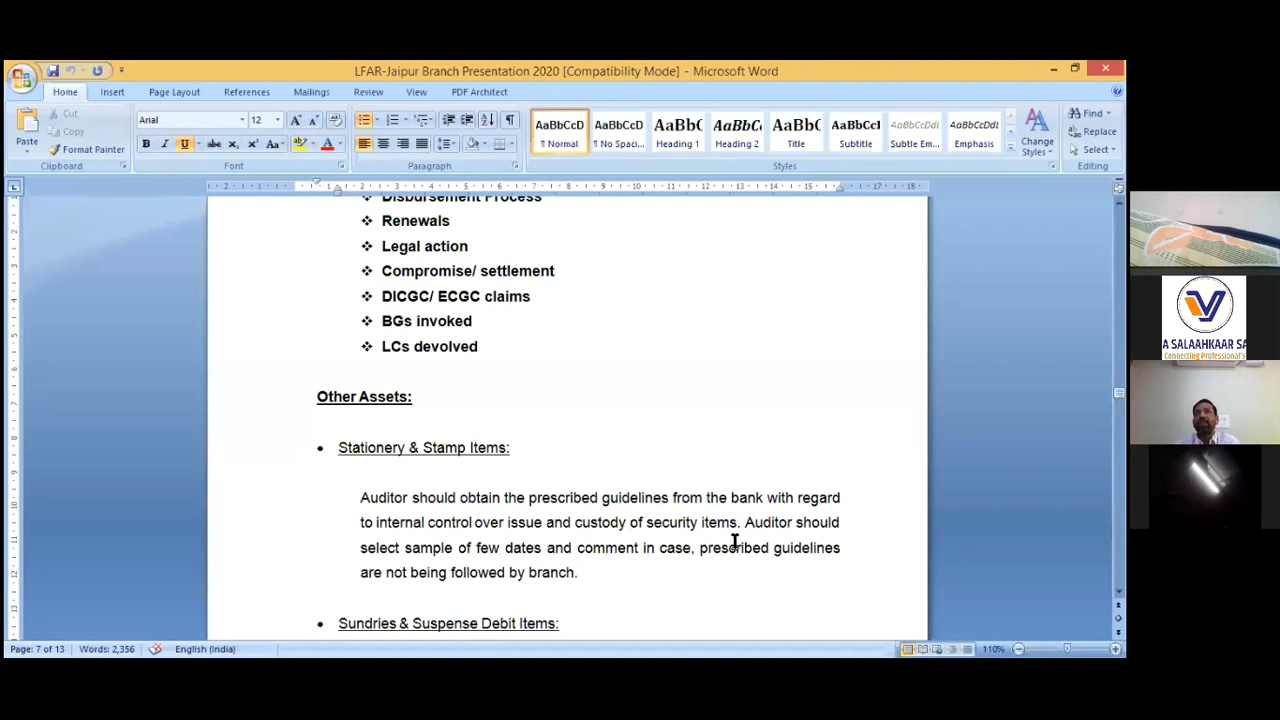 LFAR-Jaipur Branch Presentation 2020 [Compatibility Mode] - Microsoft Word
Home Insert Page Layout References Mailings Review View PDF Architect
Paste
Cut
Copy
Format Painter
Clipboard
Arial 12
Font
Paragraph
AaBbCcD AaBbCcD AaBbC AaBbCc AaBbC AaBbCcI AaBbCcDdI AaBbCcDdI
¶ Normal ¶ No Spaci... Heading 1 Heading 2 Title Subtitle Subtle Em... Emphasis
Change Styles
Styles
Find
Replace
Select
Editing
Disbursement Process
❖ Renewals
❖ Legal action
❖ Compromise/ settlement
❖ DICGC/ ECGC claims
❖ BGs invoked
❖ LCs devolved
Other Assets:
• Stationery & Stamp Items:
Auditor should obtain the prescribed guidelines from the bank with regard
to internal control over issue and custody of security items. Auditor should
select sample of few dates and comment in case, prescribed guidelines
are not being followed by branch.
• Sundries & Suspense Debit Items:
Page: 7 of 13 Words: 2,356 English (India) 110%
A SALAAHKAAR SA
Connecting Professional's